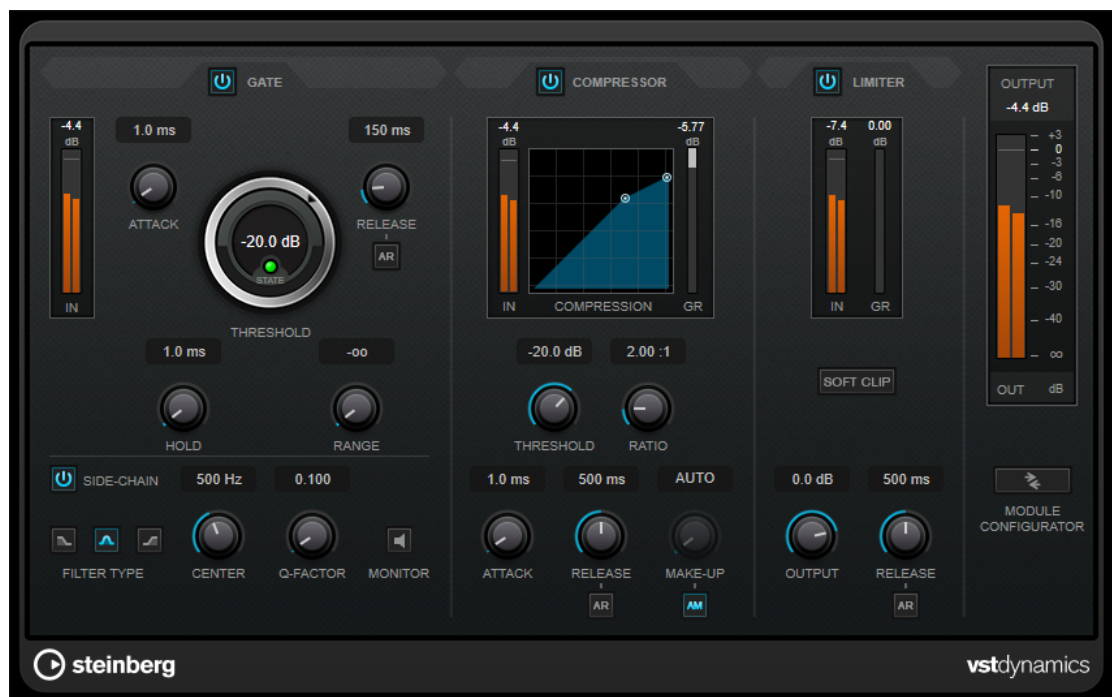 GATE
COMPRESSOR
LIMITER
OUTPUT
-4.4 dB
-4.4
dB
IN
1.0 ms
ATTACK
150 ms
RELEASE
AR
-20.0 dB
STATE
THRESHOLD
1.0 ms
HOLD
-oo
RANGE
SIDE-CHAIN
500 Hz
0.100
FILTER TYPE
CENTER
Q-FACTOR
MONITOR
-4.4
dB
-5.77
dB
IN
COMPRESSION
GR
-20.0 dB
2.00 :1
THRESHOLD
RATIO
1.0 ms
500 ms
AUTO
ATTACK
RELEASE
MAKE-UP
AR
AM
-7.4
0.00
dB
dB
IN
GR
SOFT CLIP
0.0 dB
500 ms
OUTPUT
RELEASE
AR
+3
0
-3
-6
-10
-16
-20
-24
-30
-40
∞
OUT dB
MODULE
CONFIGURATOR
steinberg
vstdynamics